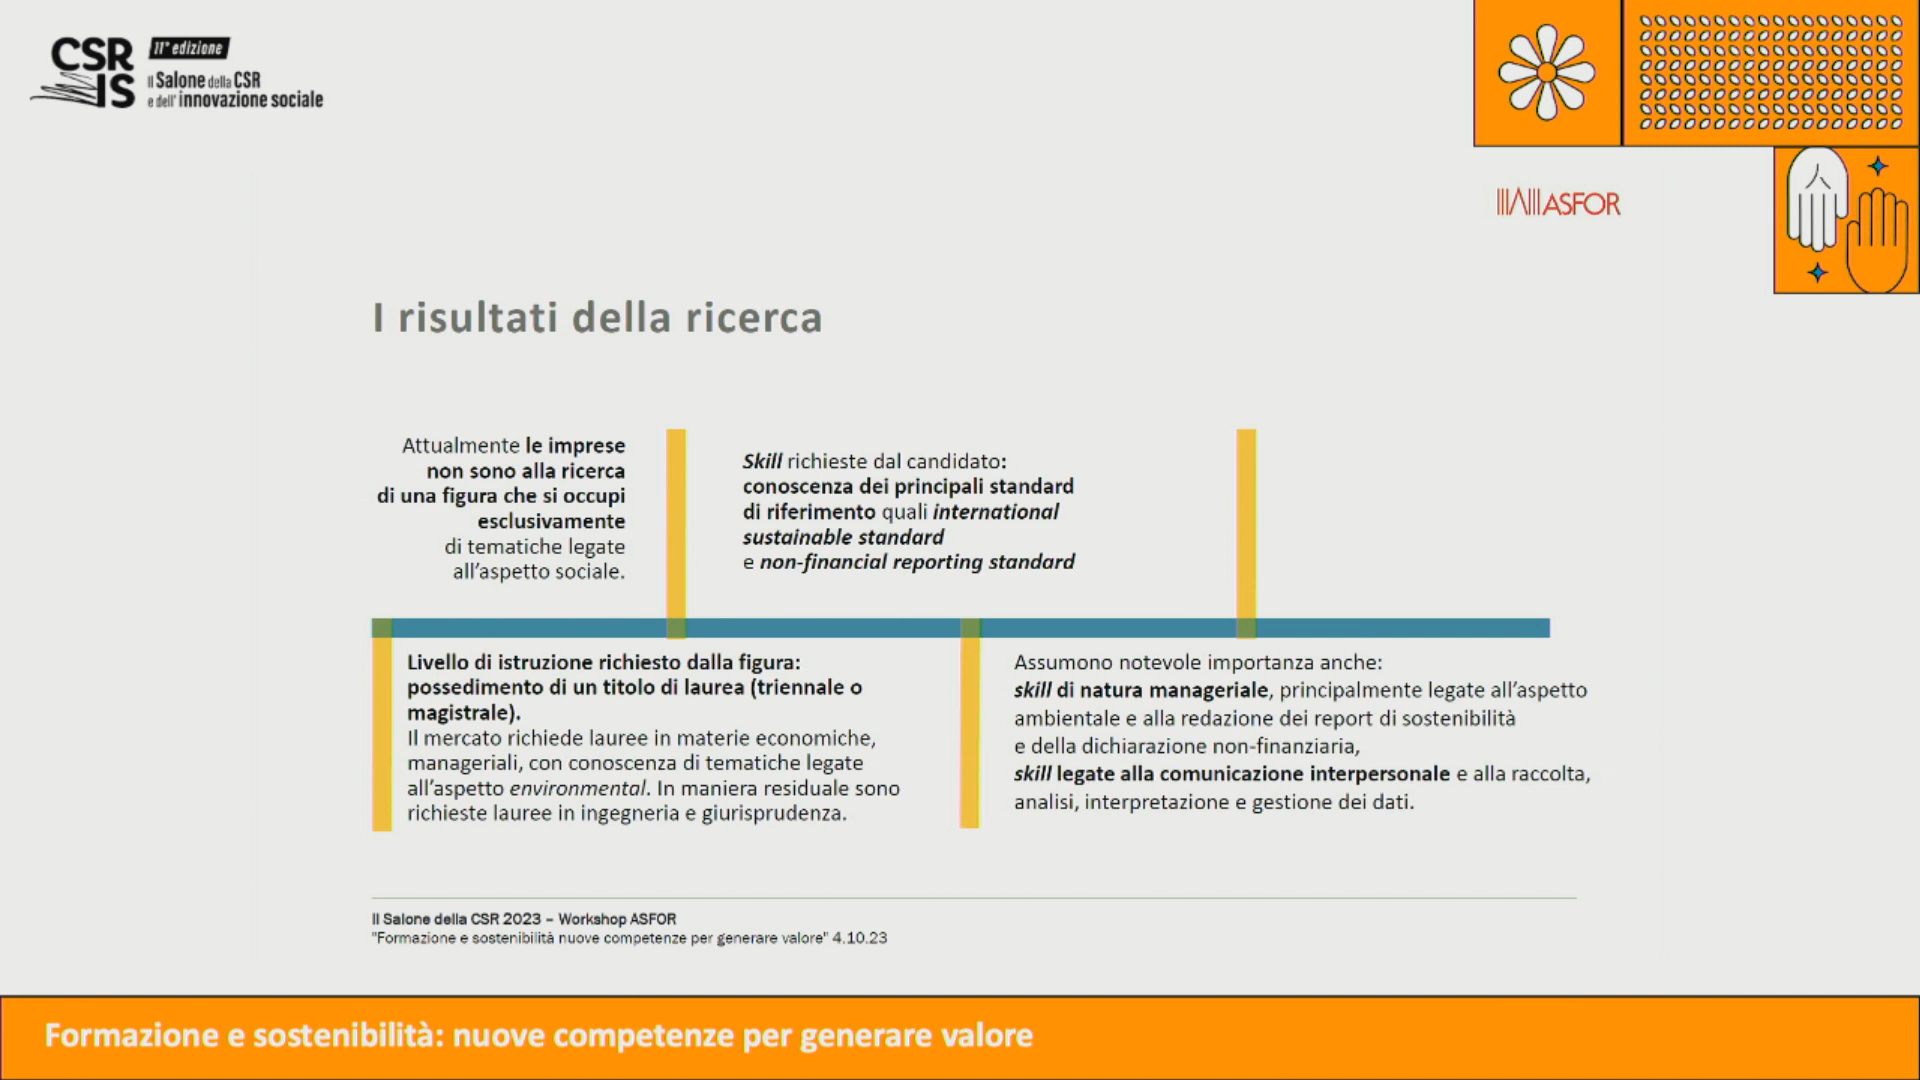 CSR
IS
11ª edizione
Il Salone della CSR
e dell'innovazione sociale
ASFOR
I risultati della ricerca
Attualmente le imprese
non sono alla ricerca
di una figura che si occupi
esclusivamente
di tematiche legate
all’aspetto sociale.
Skill richieste dal candidato:
conoscenza dei principali standard
di riferimento quali international
sustainable standard
e non-financial reporting standard
Livello di istruzione richiesto dalla figura:
possedimento di un titolo di laurea (triennale o
magistrale).
Il mercato richiede lauree in materie economiche,
manageriali, con conoscenza di tematiche legate
all’aspetto environmental. In maniera residuale sono
richieste lauree in ingegneria e giurisprudenza.
Assumono notevole importanza anche:
skill di natura manageriale, principalmente legate all’aspetto
ambientale e alla redazione dei report di sostenibilità
e della dichiarazione non-finanziaria,
skill legate alla comunicazione interpersonale e alla raccolta,
analisi, interpretazione e gestione dei dati.
Il Salone della CSR 2023 – Workshop ASFOR
"Formazione e sostenibilità nuove competenze per generare valore" 4.10.23
Formazione e sostenibilità: nuove competenze per generare valore